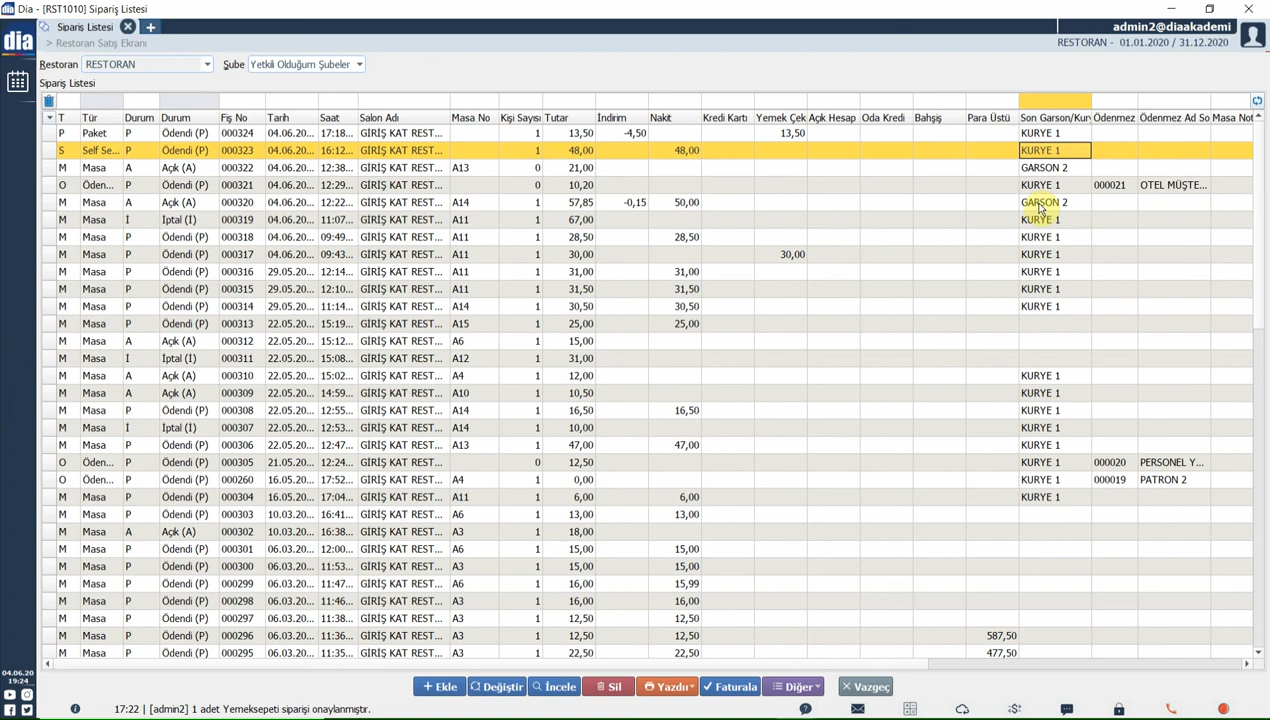 Dia - [RST1010] Sipariş Listesi
Sipariş Listesi
admin2@diaakademi
dia
> Restoran Satış Ekranı
RESTORAN - 01.01.2020 / 31.12.2020
Restoran RESTORAN Şube Yetkili Olduğum Şubeler
Sipariş Listesi
T Tür Durum Durum Fiş No Tarih Saat Salon Adı Masa No Kişi Sayısı Tutar İndirim Nakit Kredi Kartı Yemek Çek Açık Hesap Oda Kredi Bahşiş Para Üstü Son Garson/Kury Ödenmez Ödenmez Ad So Masa Not
P Paket P Ödendi (P) 000324 04.06.20... 17:18... GİRİŞ KAT REST... 1 13,50 -4,50 13,50 KURYE 1
S Self Se... P Ödendi (P) 000323 04.06.20... 16:12... GİRİŞ KAT REST... 1 48,00 48,00 KURYE 1
M Masa A Açık (A) 000322 04.06.20... 12:38... GİRİŞ KAT REST... A13 0 21,00 GARSON 2
O Öden... P Ödendi (P) 000321 04.06.20... 12:29... GİRİŞ KAT REST... 0 10,20 KURYE 1 000021 OTEL MÜŞTE...
M Masa A Açık (A) 000320 04.06.20... 12:22... GİRİŞ KAT REST... A14 1 57,85 -0,15 50,00 GARSON 2
M Masa İ İptal (İ) 000319 04.06.20... 11:07... GİRİŞ KAT REST... A11 1 67,00 KURYE 1
M Masa P Ödendi (P) 000318 04.06.20... 09:49... GİRİŞ KAT REST... A11 1 28,50 28,50 KURYE 1
M Masa P Ödendi (P) 000317 04.06.20... 09:43... GİRİŞ KAT REST... A11 1 30,00 30,00 KURYE 1
M Masa P Ödendi (P) 000316 29.05.20... 12:14... GİRİŞ KAT REST... A11 1 31,00 31,00 KURYE 1
M Masa P Ödendi (P) 000315 29.05.20... 12:10... GİRİŞ KAT REST... A11 1 31,50 31,50 KURYE 1
M Masa P Ödendi (P) 000314 29.05.20... 11:14... GİRİŞ KAT REST... A14 1 30,50 30,50 KURYE 1
M Masa P Ödendi (P) 000313 22.05.20... 15:19... GİRİŞ KAT REST... A15 1 25,00 25,00
M Masa A Açık (A) 000312 22.05.20... 15:12... GİRİŞ KAT REST... A6 1 15,00
M Masa İ İptal (İ) 000311 22.05.20... 15:08... GİRİŞ KAT REST... A12 1 31,00
M Masa A Açık (A) 000310 22.05.20... 15:02... GİRİŞ KAT REST... A4 1 12,00 KURYE 1
M Masa A Açık (A) 000309 22.05.20... 14:59... GİRİŞ KAT REST... A10 1 10,50 KURYE 1
M Masa P Ödendi (P) 000308 22.05.20... 12:55... GİRİŞ KAT REST... A14 1 16,50 16,50 KURYE 1
M Masa İ İptal (İ) 000307 22.05.20... 12:53... GİRİŞ KAT REST... A14 1 10,00 KURYE 1
M Masa P Ödendi (P) 000306 22.05.20... 12:47... GİRİŞ KAT REST... A13 1 47,00 47,00 KURYE 1
O Öden... P Ödendi (P) 000305 21.05.20... 12:24... GİRİŞ KAT REST... 0 12,50 KURYE 1 000020 PERSONEL Y...
O Öden... P Ödendi (P) 000260 16.05.20... 17:52... GİRİŞ KAT REST... A4 1 0,00 KURYE 1 000019 PATRON 2
M Masa P Ödendi (P) 000304 16.05.20... 17:04... GİRİŞ KAT REST... A11 1 6,00 6,00 KURYE 1
M Masa P Ödendi (P) 000303 10.03.20... 16:41... GİRİŞ KAT REST... A6 1 13,00 13,00
M Masa A Açık (A) 000302 10.03.20... 16:38... GİRİŞ KAT REST... A3 1 18,00
M Masa P Ödendi (P) 000301 06.03.20... 12:00... GİRİŞ KAT REST... A6 1 15,00 15,00
M Masa P Ödendi (P) 000300 06.03.20... 11:53... GİRİŞ KAT REST... A3 1 15,00 15,00
M Masa P Ödendi (P) 000299 06.03.20... 11:47... GİRİŞ KAT REST... A6 1 16,00 15,99
M Masa P Ödendi (P) 000298 06.03.20... 11:46... GİRİŞ KAT REST... A3 1 16,00 16,00
M Masa P Ödendi (P) 000297 06.03.20... 11:38... GİRİŞ KAT REST... A3 1 12,50 12,50
M Masa P Ödendi (P) 000296 06.03.20... 11:36... GİRİŞ KAT REST... A3 1 12,50 12,50 587,50
M Masa P Ödendi (P) 000295 06.03.20... 11:35... GİRİŞ KAT REST... A3 1 22,50 22,50 477,50
Ekle Değiştir İncele Sil Yazdır Faturala Diğer Vazgeç
04.06.20
19:24
17:22 | [admin2] 1 adet Yemeksepeti siparişi onaylanmıştır.